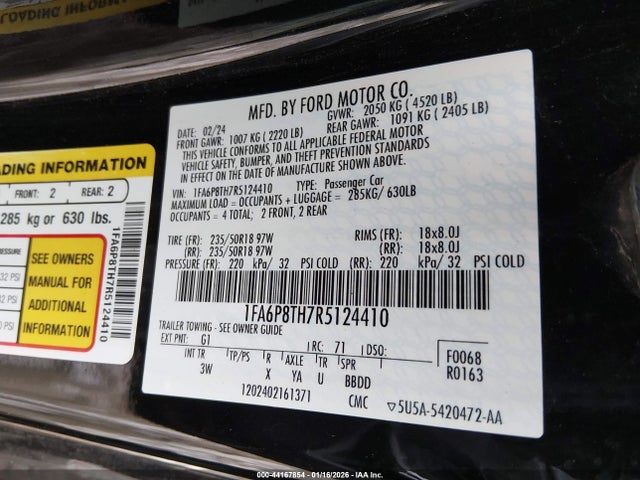 LOADING INFORM
MFD. BY FORD MOTOR CO.
DATE: 02/24 GVWR: 2050 KG ( 4520 LB)
FRONT GAWR: 1007 KG ( 2220 LB) REAR GAWR: 1091 KG ( 2405 LB)
THIS VEHICLE CONFORMS TO ALL APPLICABLE FEDERAL MOTOR
VEHICLE SAFETY, BUMPER, AND THEFT PREVENTION STANDARDS
IN EFFECT ON THE DATE OF MANUFACTURE SHOWN ABOVE.
VIN: 1FA6P8TH7R5124410 TYPE: Passenger Car
MAXIMUM LOAD = OCCUPANTS + LUGGAGE = 285KG/ 630LB
OCCUPANTS = 4 TOTAL; 2 FRONT, 2 REAR
TIRE (FR): 235/50R18 97W RIMS (FR): 18x8.0J
(RR): 235/50R18 97W (RR): 18x8.0J
PRESSURE (FR): 220 kPa/ 32 PSI COLD (RR): 220 kPa/ 32 PSI COLD
1FA6P8TH7R5124410
TRAILER TOWING - SEE OWNER GUIDE
EXT PNT: G1 RC: 71 DSO: F0068
INT TR TP/PS R AXLE TR SPR R0163
3W X YA U BBDD
1202402161371 CMC ▽5U5A-5420472-AA
ADING INFORMATION
FRONT: 2 REAR: 2
285 kg or 630 lbs.
1FA6P8TH7R5124410
PRESSURE
32 PSI
32 PSI
SEE OWNERS
MANUAL FOR
ADDITIONAL
INFORMATION
000-44167854 - 01/16/2026 - IAA Inc.